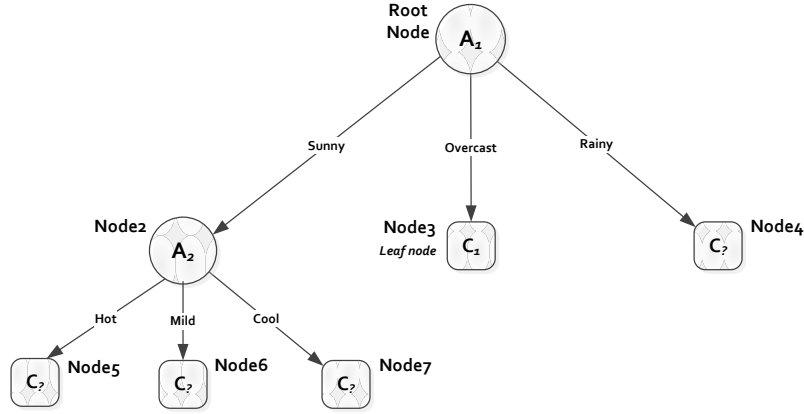 Root
Node
A1
Sunny
Overcast
Rainy
Node2
A2
Node3
Leaf node
C1
Node4
C?
Hot
Mild
Cool
Node5
C?
Node6
C?
Node7
C?